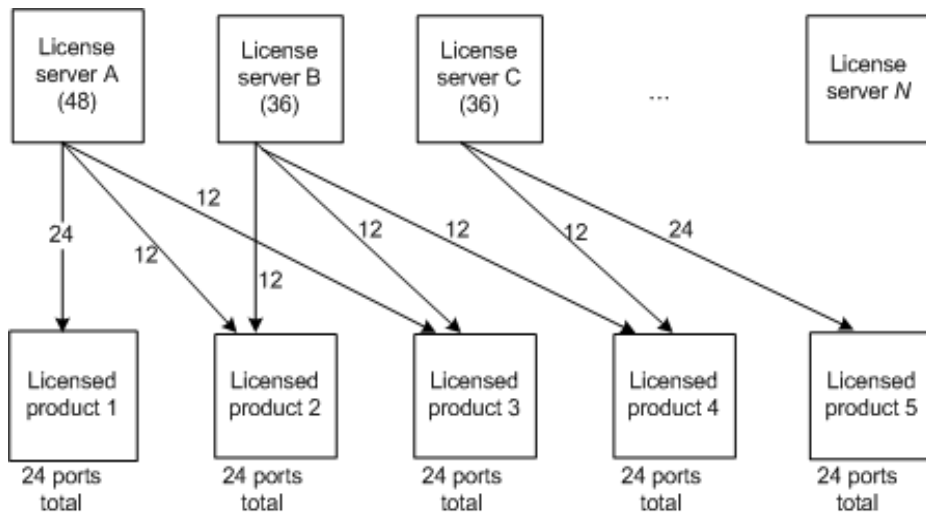 License
server A
(48)
License
server B
(36)
License
server C
(36)
...
License
server N
12
24
12
12
12
12
12
24
Licensed
product 1
Licensed
product 2
Licensed
product 3
Licensed
product 4
Licensed
product 5
24 ports
total
24 ports
total
24 ports
total
24 ports
total
24 ports
total